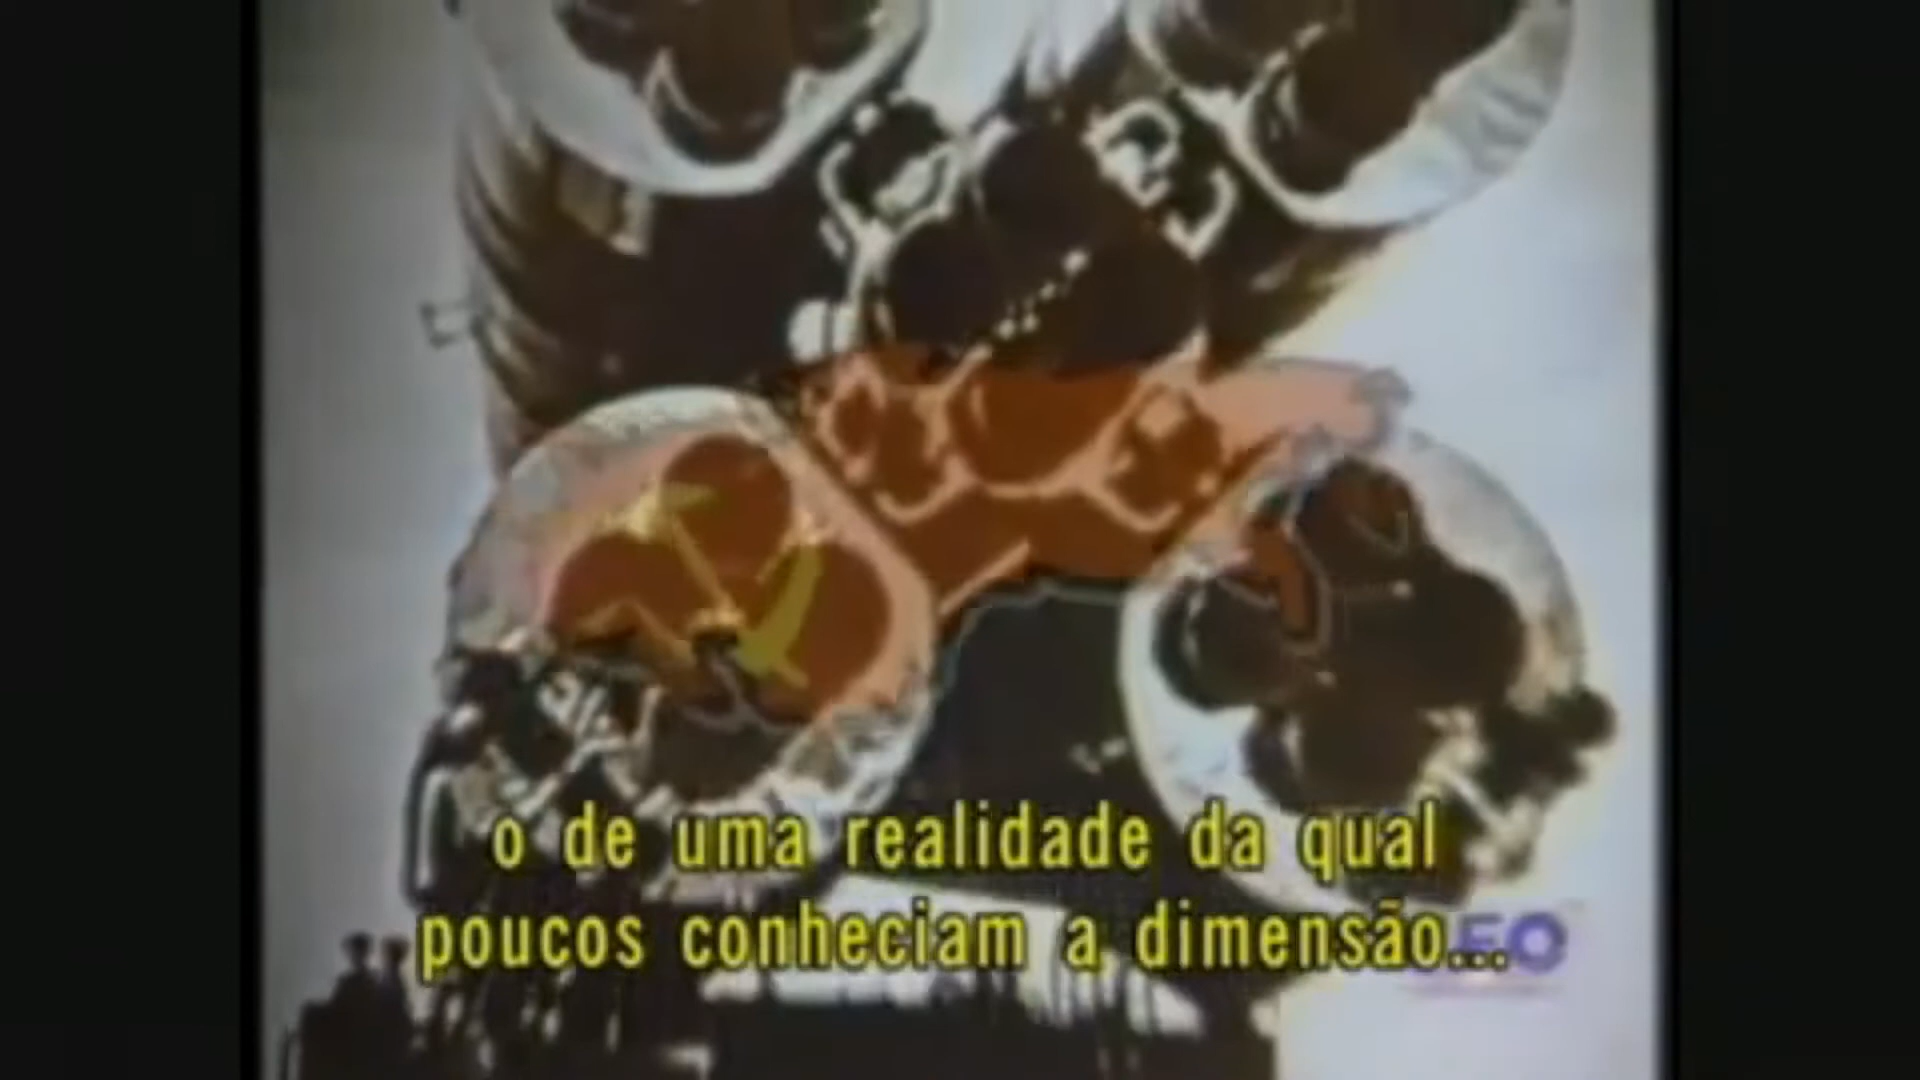 o de uma realidade da qual
poucos conheciam a dimensão...